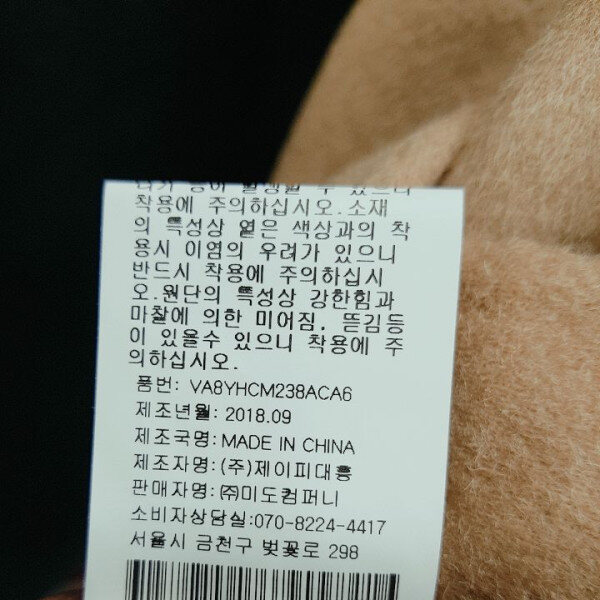 착용에 주의하십시오.소재
의 특성상 옅은 색상과의 착
용시 이염의 우려가 있으니
반드시 착용에 주의하십시
오.원단의 특성상 강한힘과
마찰에 의한 미어짐, 뜯김등
이 있을수 있으니 착용에 주
의하십시오.
품번: VA8YHCM238ACA6
제조년월: 2018.09
제조국명: MADE IN CHINA
제조자명: (주)제이피대흥
판매자명: ㈜미도컴퍼니
소비자상담실:070-8224-4417
서울시 금천구 벚꽃로 298